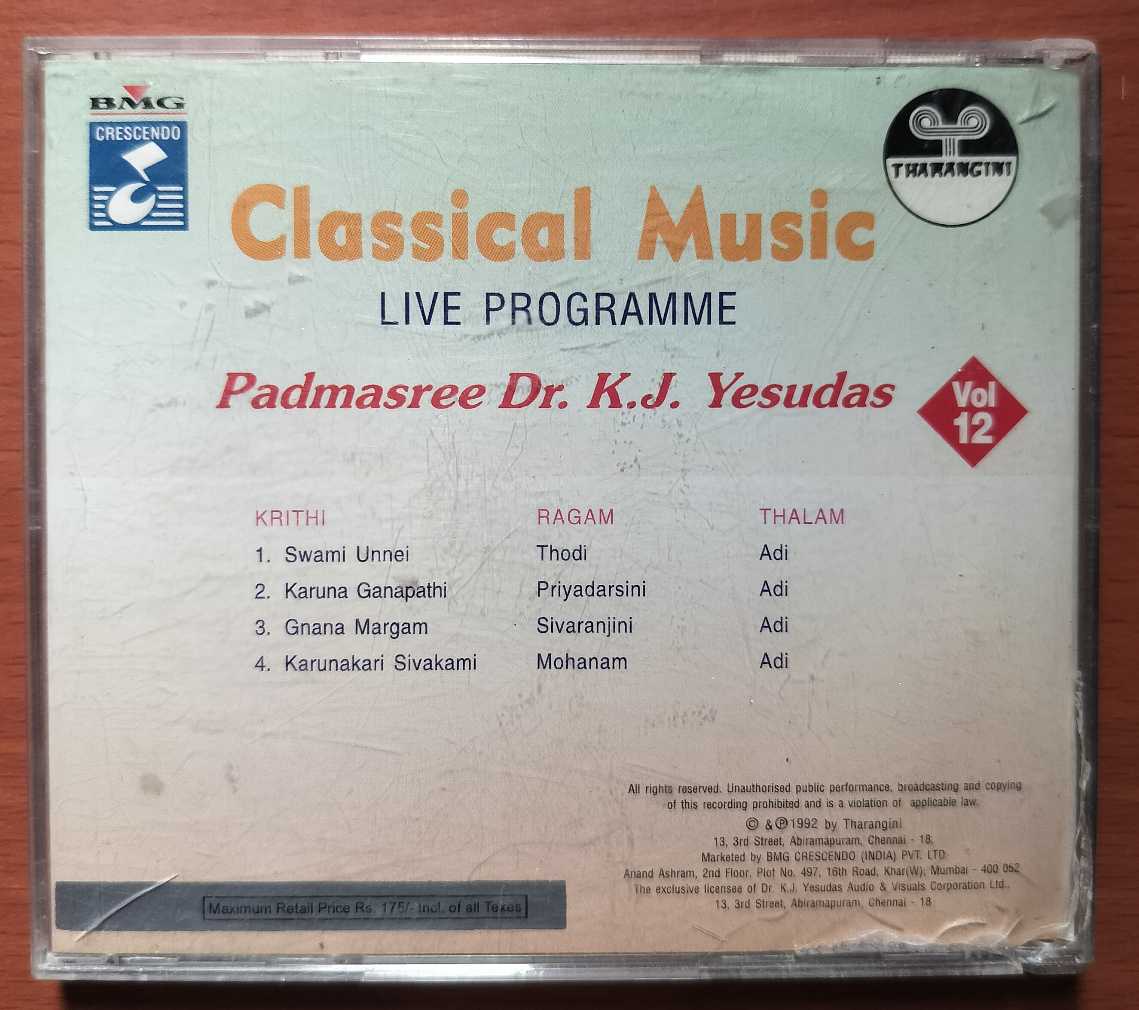 BMG
CRESCENDO
THARANGINI
Classical Music
LIVE PROGRAMME
Padmasree Dr. K.J. Yesudas
Vol
12
KRITHI RAGAM THALAM
1. Swami Unnei Thodi Adi
2. Karuna Ganapathi Priyadarsini Adi
3. Gnana Margam Sivaranjini Adi
4. Karunakari Sivakami Mohanam Adi
All rights reserved. Unauthorised public performance, broadcasting and copying
of this recording prohibited and is a violation of applicable law.
© & ℗ 1992 by Tharangini
13, 3rd Street, Abiramapuram, Chennai - 18.
Marketed by BMG CRESCENDO (INDIA) PVT. LTD
Anand Ashram, 2nd Floor, Plot No. 497, 16th Road, Khar(W), Mumbai - 400 052
The exclusive licensee of Dr. K.J. Yesudas Audio & Visuals Corporation Ltd.,
13, 3rd Street, Abiramapuram, Chennai - 18
Maximum Retail Price Rs. 175/- Incl. of all Texes